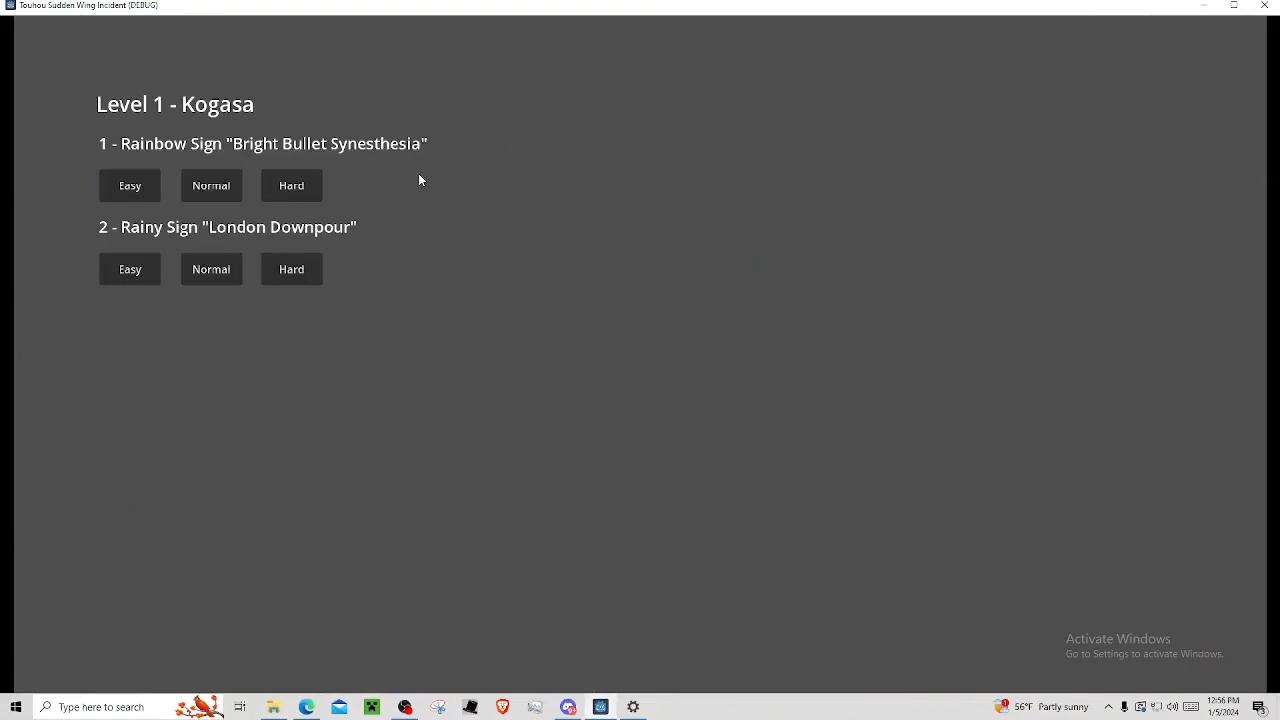 Touhou Sudden Wing Incident (DEBUG)
Level 1 - Kogasa
1 - Rainbow Sign "Bright Bullet Synesthesia"
Easy
Normal
Hard
2 - Rainy Sign "London Downpour"
Easy
Normal
Hard
Activate Windows
Go to Settings to activate Windows.
Type here to search
1
56°F Partly sunny
12:56 PM
1/5/2024